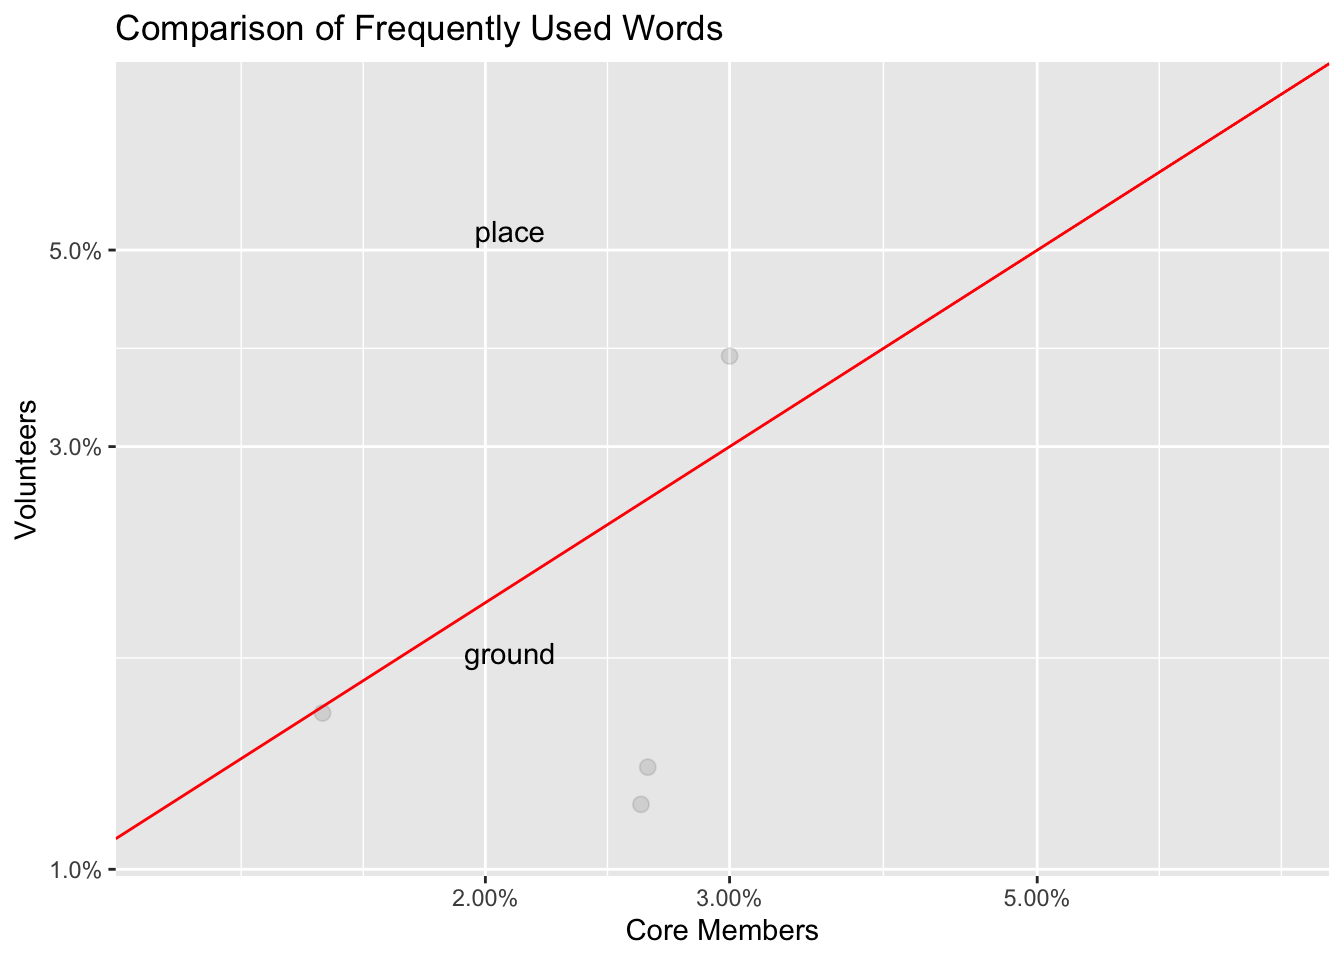 Comparison of Frequently Used Words
place
5.0%
3.0%
Volunteers
ground
1.0%
2.00% 3.00% 5.00%
Core Members